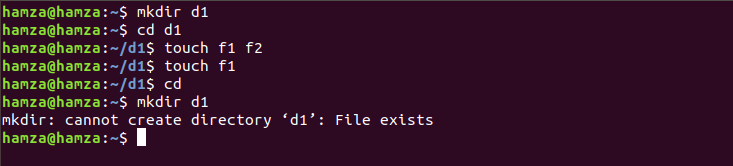 hamza@hamza:~$ mkdir d1
hamza@hamza:~$ cd d1
hamza@hamza:~/d1$ touch f1 f2
hamza@hamza:~/d1$ touch f1
hamza@hamza:~/d1$ cd
hamza@hamza:~$ mkdir d1
mkdir: cannot create directory ‘d1’: File exists
hamza@hamza:~$